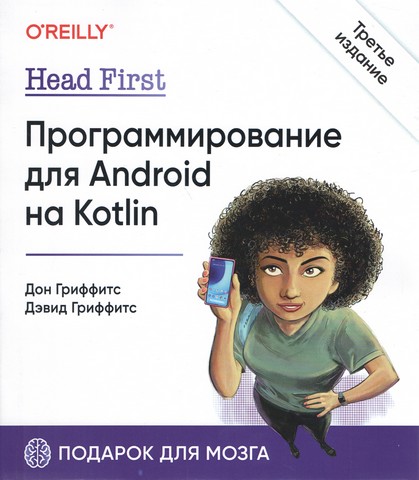 O'REILLY®
Третье
издание
Head First
Программирование
для Android
на Kotlin
Дон Гриффитс
Дэвид Гриффитс
ПОДАРОК ДЛЯ МОЗГА